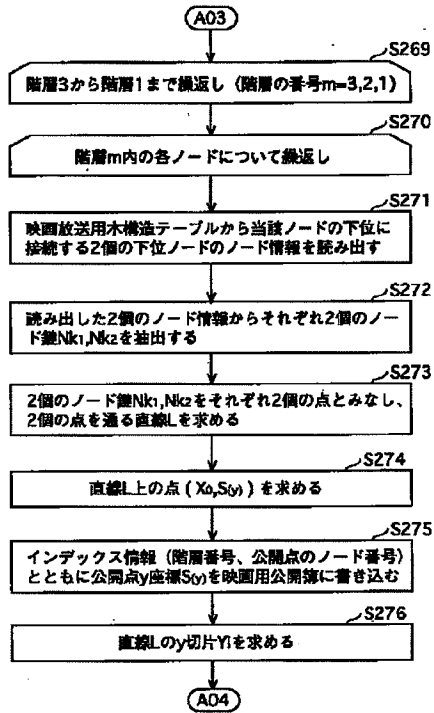 A03
S269
階層3から階層1まで繰返し(階層の番号m=3,2,1)
S270
階層m内の各ノードについて繰返し
S271
映画放送用木構造テーブルから当該ノードの下位に
接続する2個の下位ノードのノード情報を読み出す
S272
読み出した2個のノード情報からそれぞれ2個のノー
ド鍵Nk1,Nk2を抽出する
S273
2個のノード鍵Nk1,Nk2をそれぞれ2個の点とみなし、
2個の点を通る直線Lを求める
S274
直線L上の点(X0,S(y))を求める
S275
インデックス情報(階層番号、公開点のノード番号)
とともに公開点y座標S(y)を映画用公開簿に書き込む
S276
直線Lのy切片Yiを求める
A04